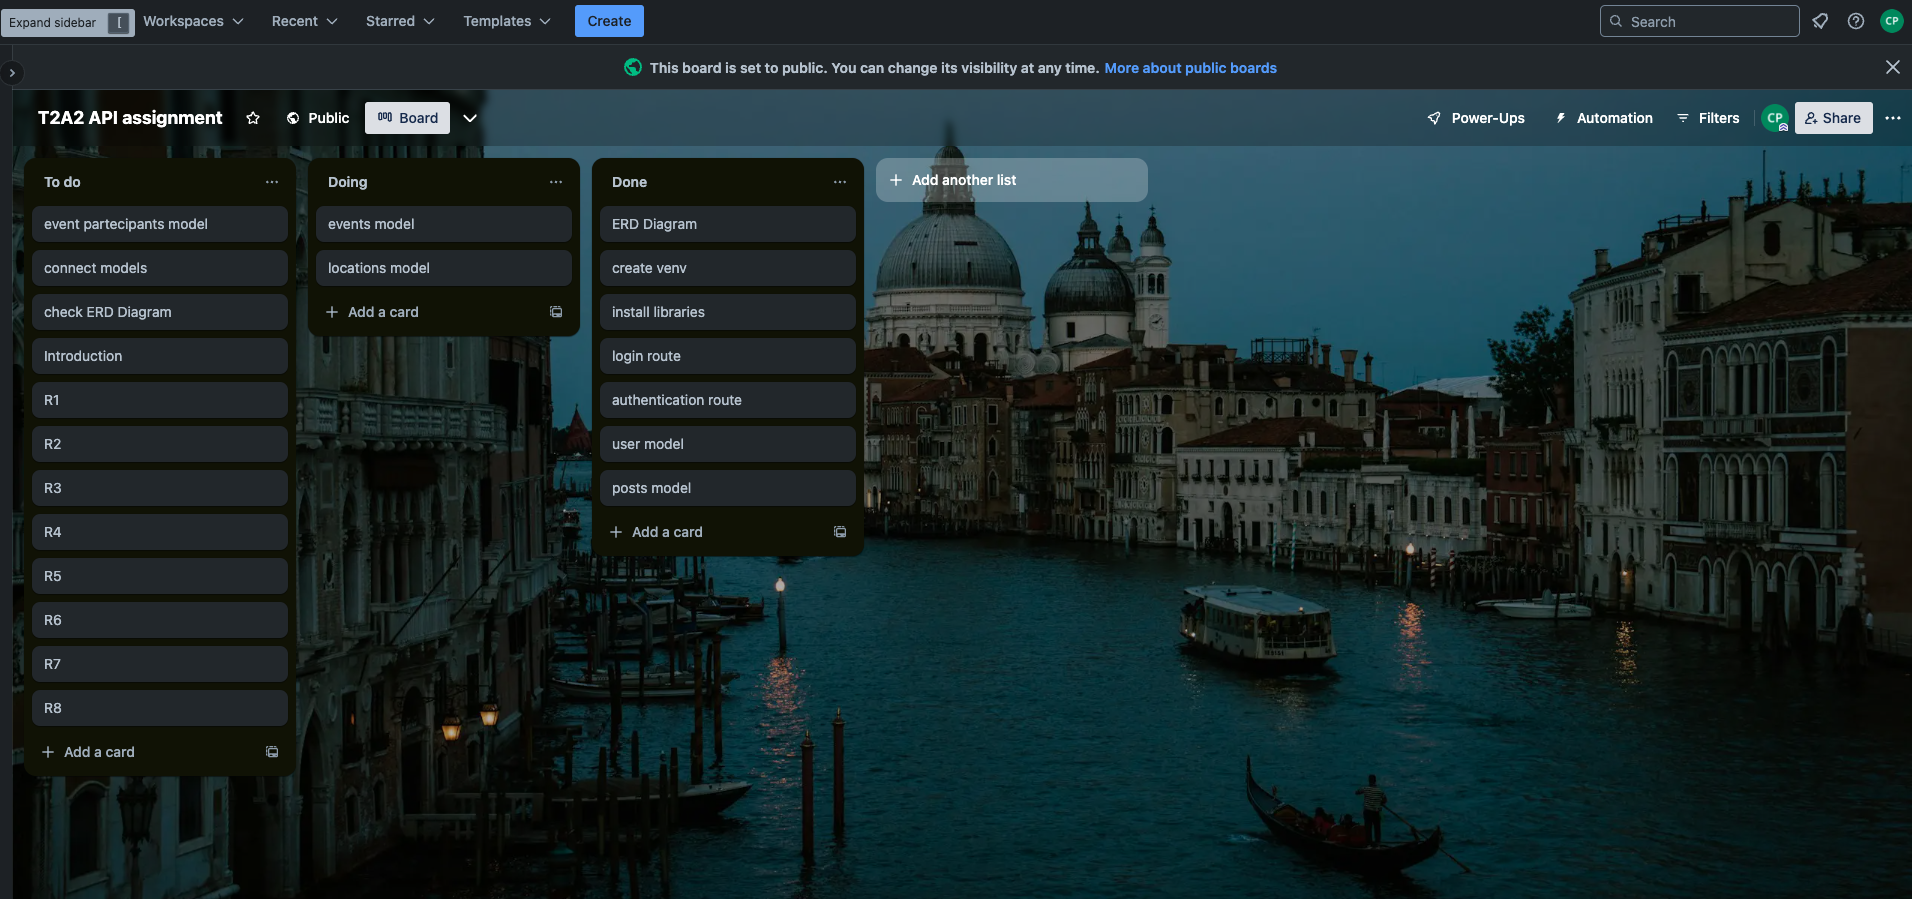 Expand sidebar [
Workspaces
Recent
Starred
Templates
Create
Search
CP
This board is set to public. You can change its visibility at any time. More about public boards
T2A2 API assignment
Public
Board
Power-Ups
Automation
Filters
CP
Share
To do
event partecipants model
connect models
check ERD Diagram
Introduction
R1
R2
R3
R4
R5
R6
R7
R8
Add a card
Doing
events model
locations model
Add a card
Done
ERD Diagram
create venv
install libraries
login route
authentication route
user model
posts model
Add a card
Add another list